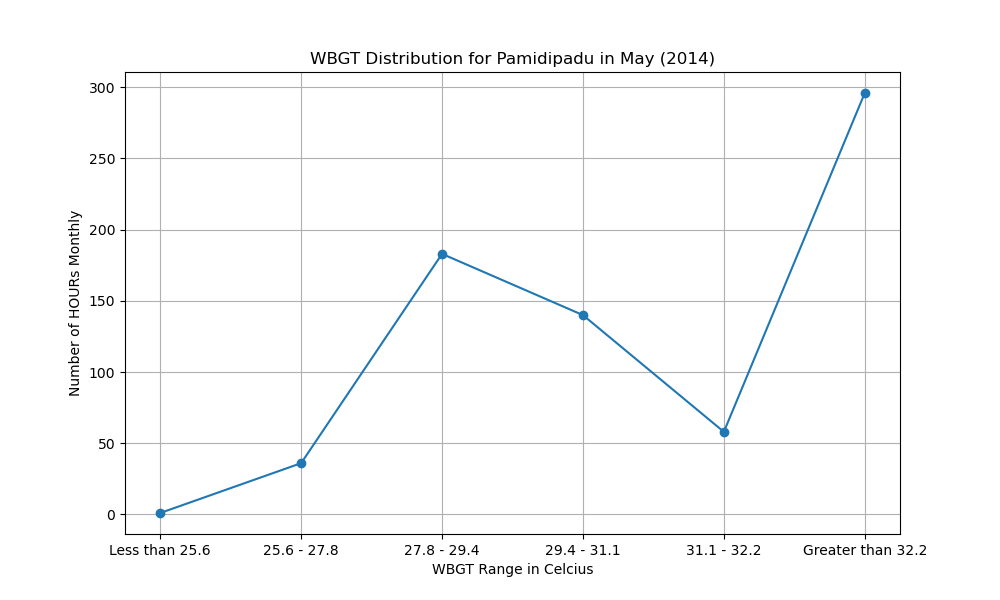 WBGT Distribution for Pamidipadu in May (2014)
Number of HOURs Monthly
300
250
200
150
100
50
0
Less than 25.6
25.6 - 27.8
27.8 - 29.4
29.4 - 31.1
31.1 - 32.2
Greater than 32.2
WBGT Range in Celcius